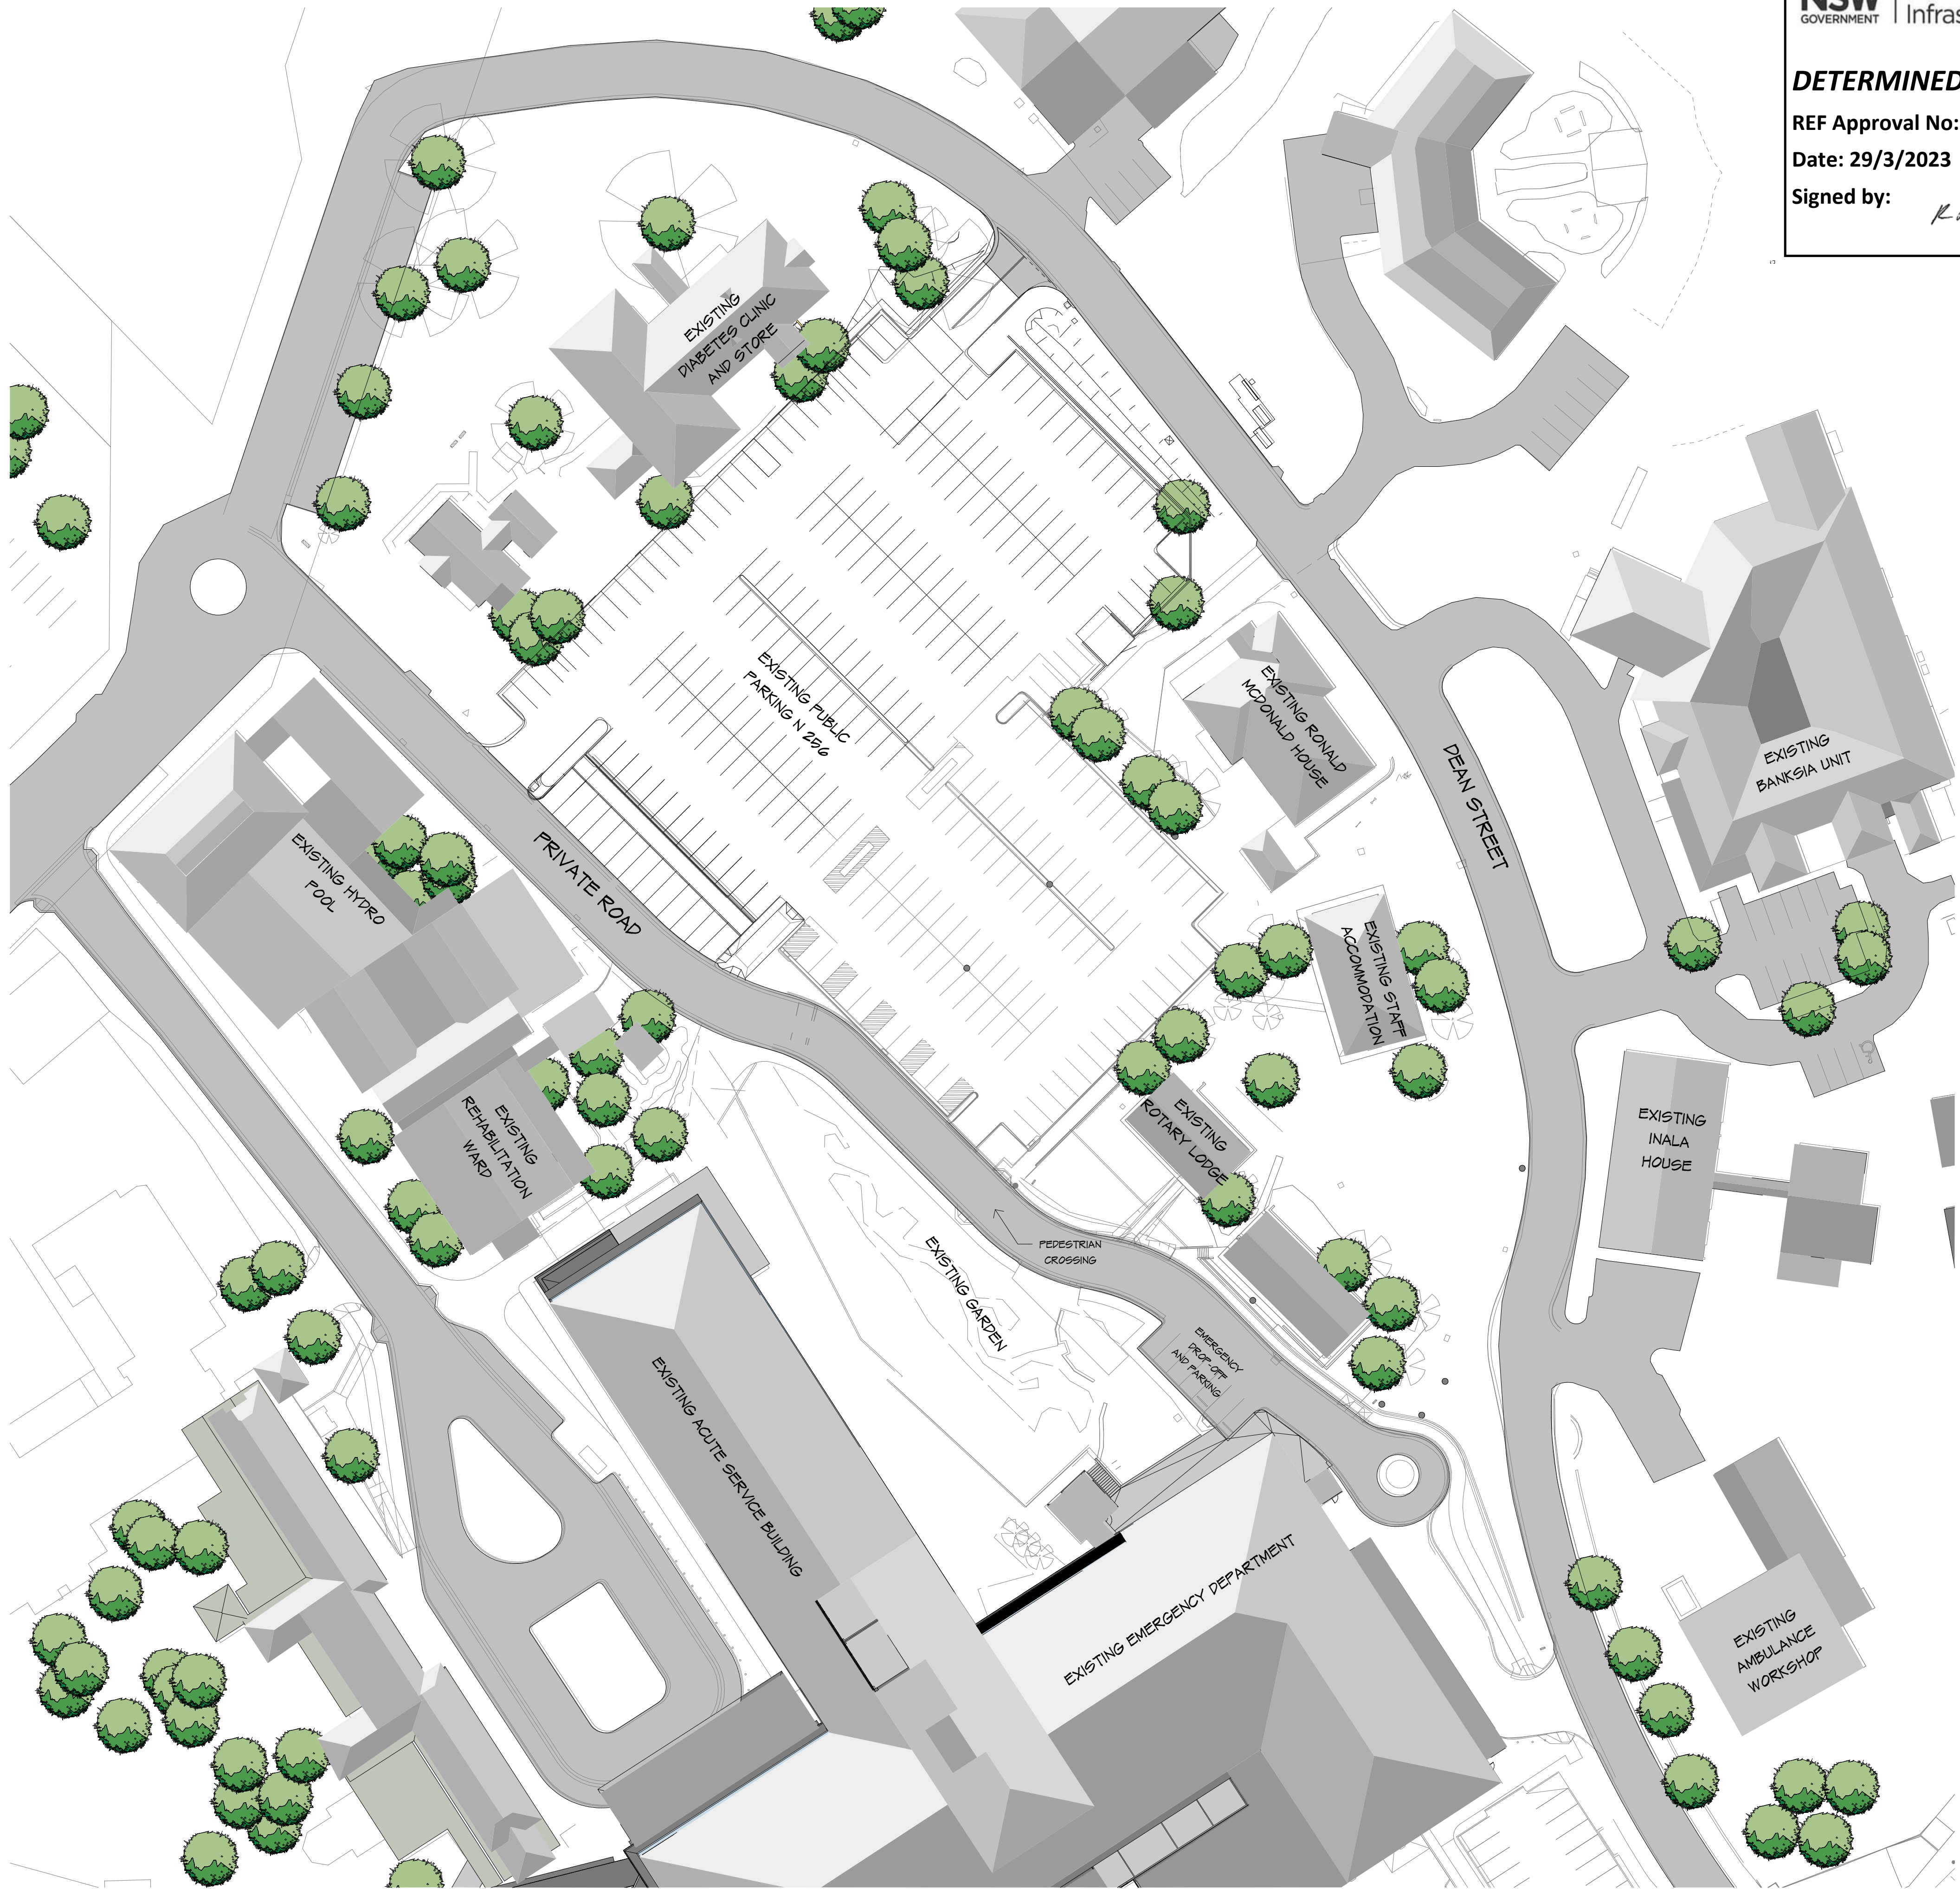 NSW
GOVERNMENT
DETERMINED
REF Approval No:
Date: 29/3/2023
Signed by:
EXISTING
DIABETES CLINIC
AND STORE
EXISTING PUBLIC
PARKING N 256
EXISTING RONALD
MCDONALD HOUSE
DEAN STREET
EXISTING
BANKSIA UNIT
EXISTING HYDRO
POOL
PRIVATE ROAD
EXISTING STAFF
ACCOMMODATION
EXISTING
REHABILITATION
WARD
EXISTING
ROTARY LODGE
EXISTING
INALA
HOUSE
PEDESTRIAN
CROSSING
EXISTING GARDEN
EMERGENCY
DROP-OFF
AND PARKING
EXISTING ACUTE SERVICE BUILDING
EXISTING EMERGENCY DEPARTMENT
EXISTING
AMBULANCE
WORKSHOP